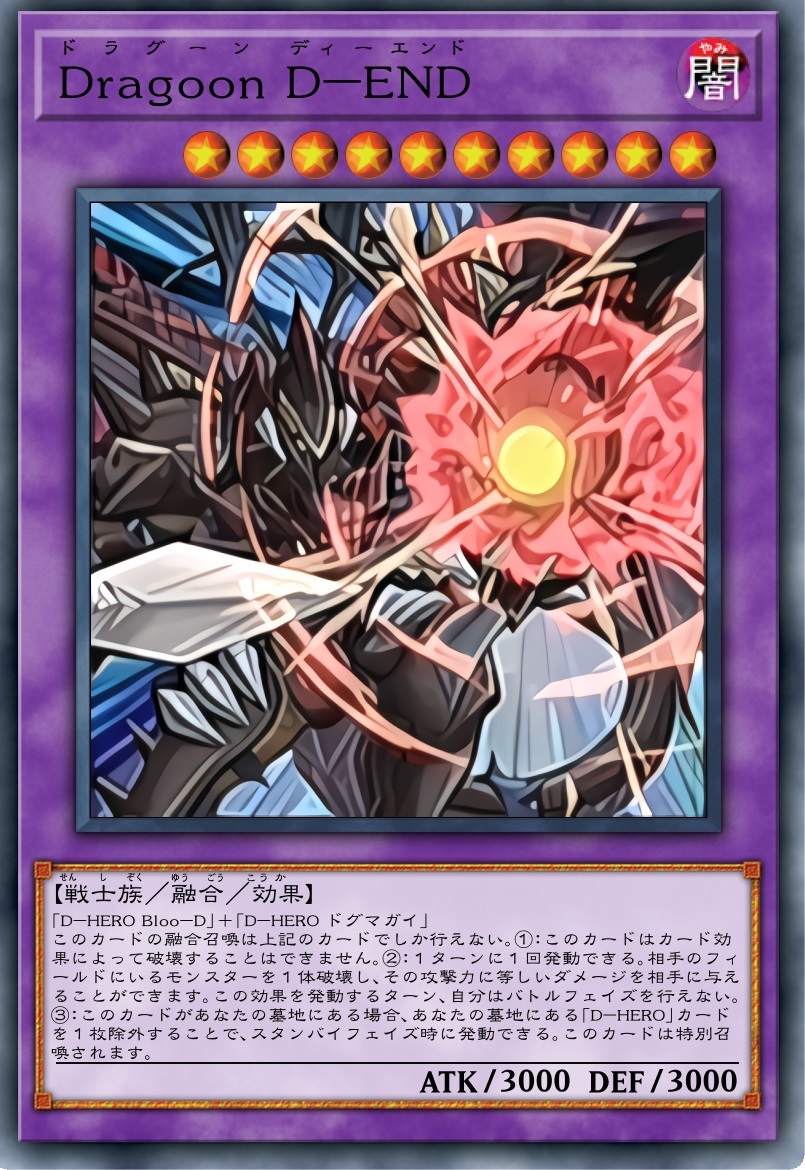 ドラグーン ディーエンド
Dragoon D－END
やみ
闇
せんしぞく ゆうごう こうか
【戦士族／融合／効果】
「D－HERO Bloo－D」＋「D－HERO ドグマガイ」
このカードの融合召喚は上記のカードでしか行えない。①：このカードはカード効
果によって破壊することはできません。②：１ターンに１回発動できる。相手のフィ
ールドにいるモンスターを１体破壊し、その攻撃力に等しいダメージを相手に与え
ることができます。この効果を発動するターン、自分はバトルフェイズを行えない。
③：このカードがあなたの墓地にある場合、あなたの墓地にある「D－HERO」カード
を１枚除外することで、スタンバイフェイズ時に発動できる。このカードは特別召
喚されます。
ATK/3000 DEF/3000